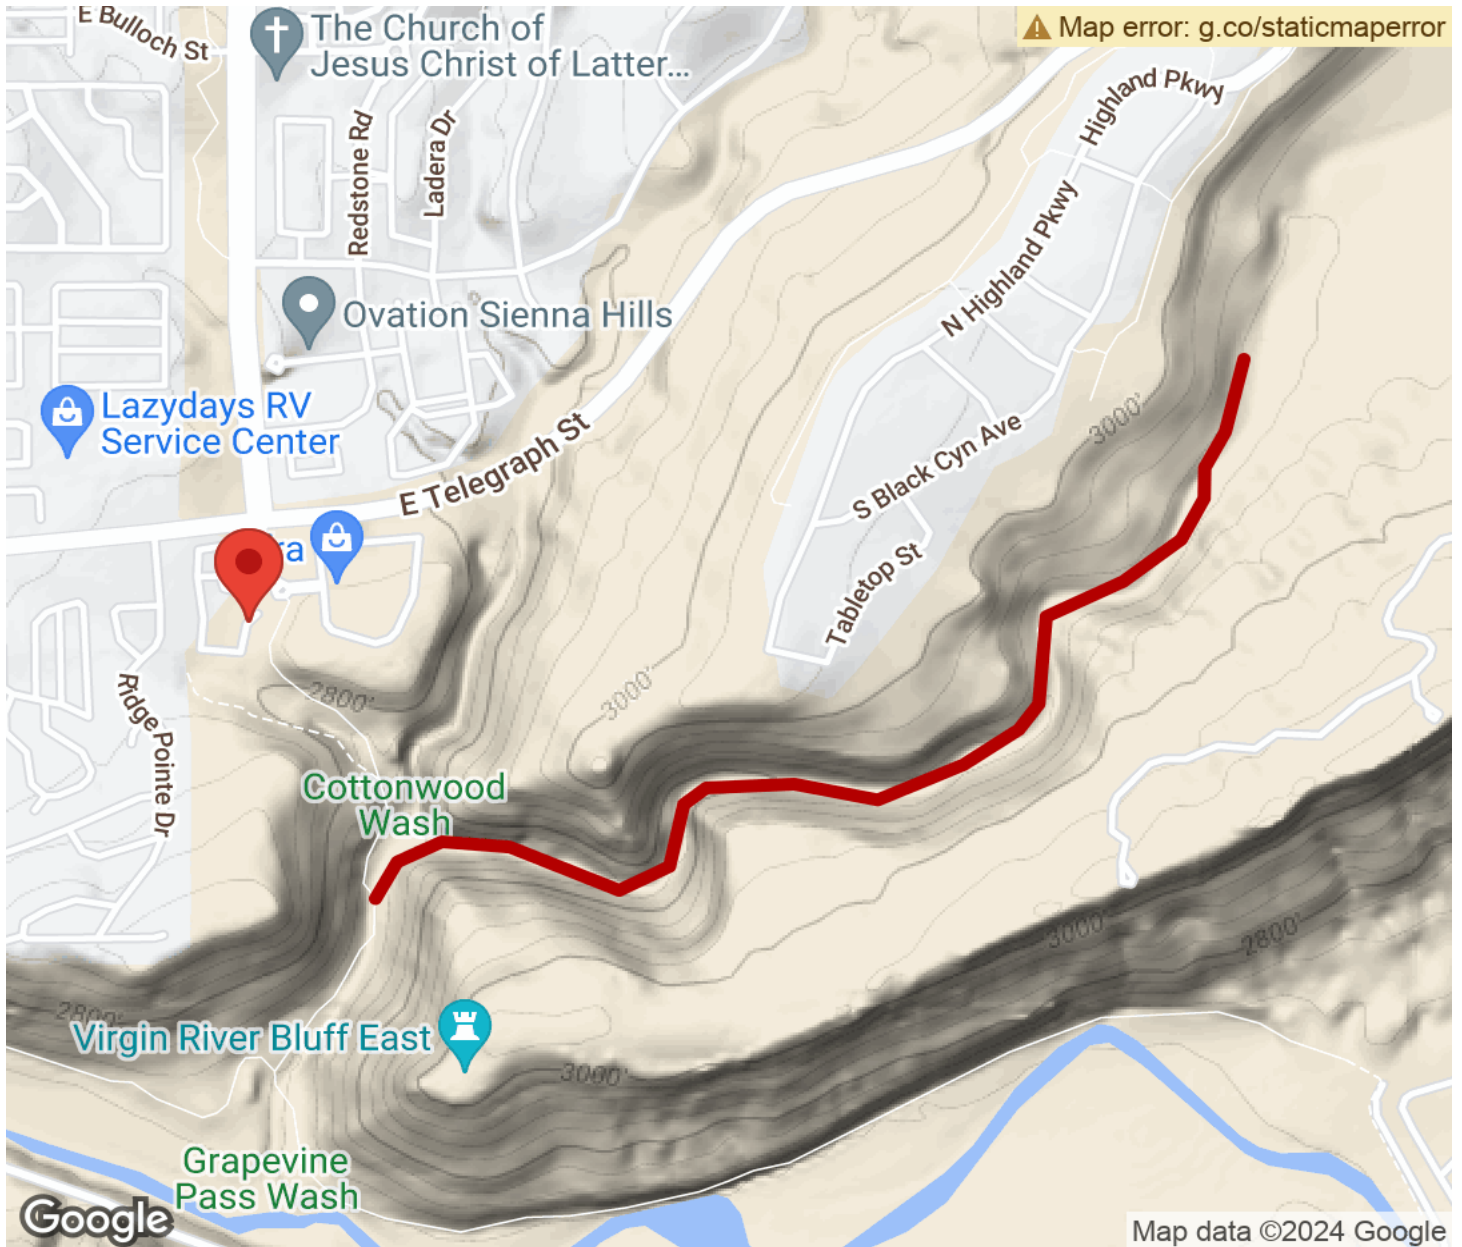 E Bulloch St
The Church of
Jesus Christ of Latter...
Map error: g.co/staticmaperror
Highland Pkwy
Redstone Rd
Ladera Dr
N Highland Pkwy
Ovation Sienna Hills
Lazydays RV
Service Center
3000'
E Telegraph St
S Black Cyn Ave
ra
Tabletop St
2800'
3000'
Ridge Pointe Dr
Cottonwood
Wash
3000'
2800'
2800'
Virgin River Bluff East
3000'
Grapevine
Pass Wash
Google
Map data ©2024 Google